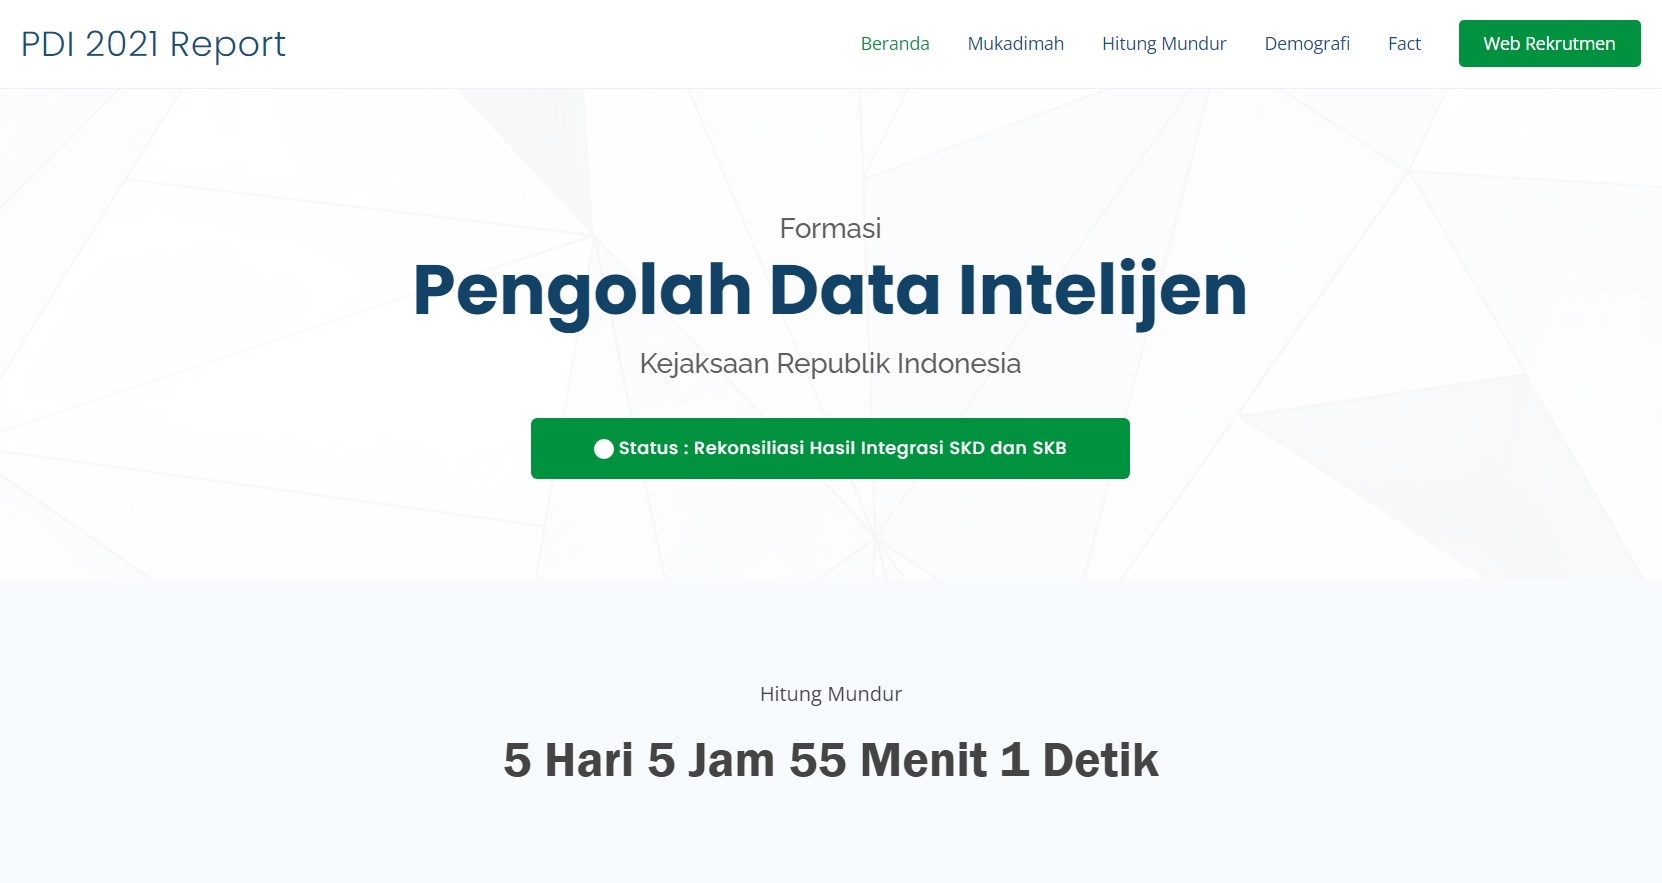 PDI 2021 Report
Beranda
Mukadimah
Hitung Mundur
Demografi
Fact
Web Rekrutmen
Formasi
Pengolah Data Intelijen
Kejaksaan Republik Indonesia
Status : Rekonsiliasi Hasil Integrasi SKD dan SKB
Hitung Mundur
5 Hari 5 Jam 55 Menit 1 Detik